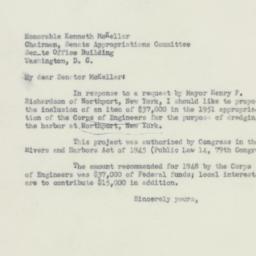 Honorable Kenneth McKellar
Chairman, Senate Appropriations Committee
Senate Office Building
Washington, D. C.
My dear Senator McKellar:
In response to a request by Mayor Henry F.
Richardson of Northport, New York, I should like to propo
the inclusion of an item of $37,000 in the 1951 appropri
tion of the Corps of Engineers for the purpose of dredging
the harbor at Northport, New York.
This project was authorized by Congress in the
Rivers and Harbors Act of 1945 (Public Law 14, 79th Congr
The amount recommended for 1948 by the Corps
of Engineers was $37,000 of Federal funds; local interest
are to contribute $15,000 in addition.
Sincerely yours,